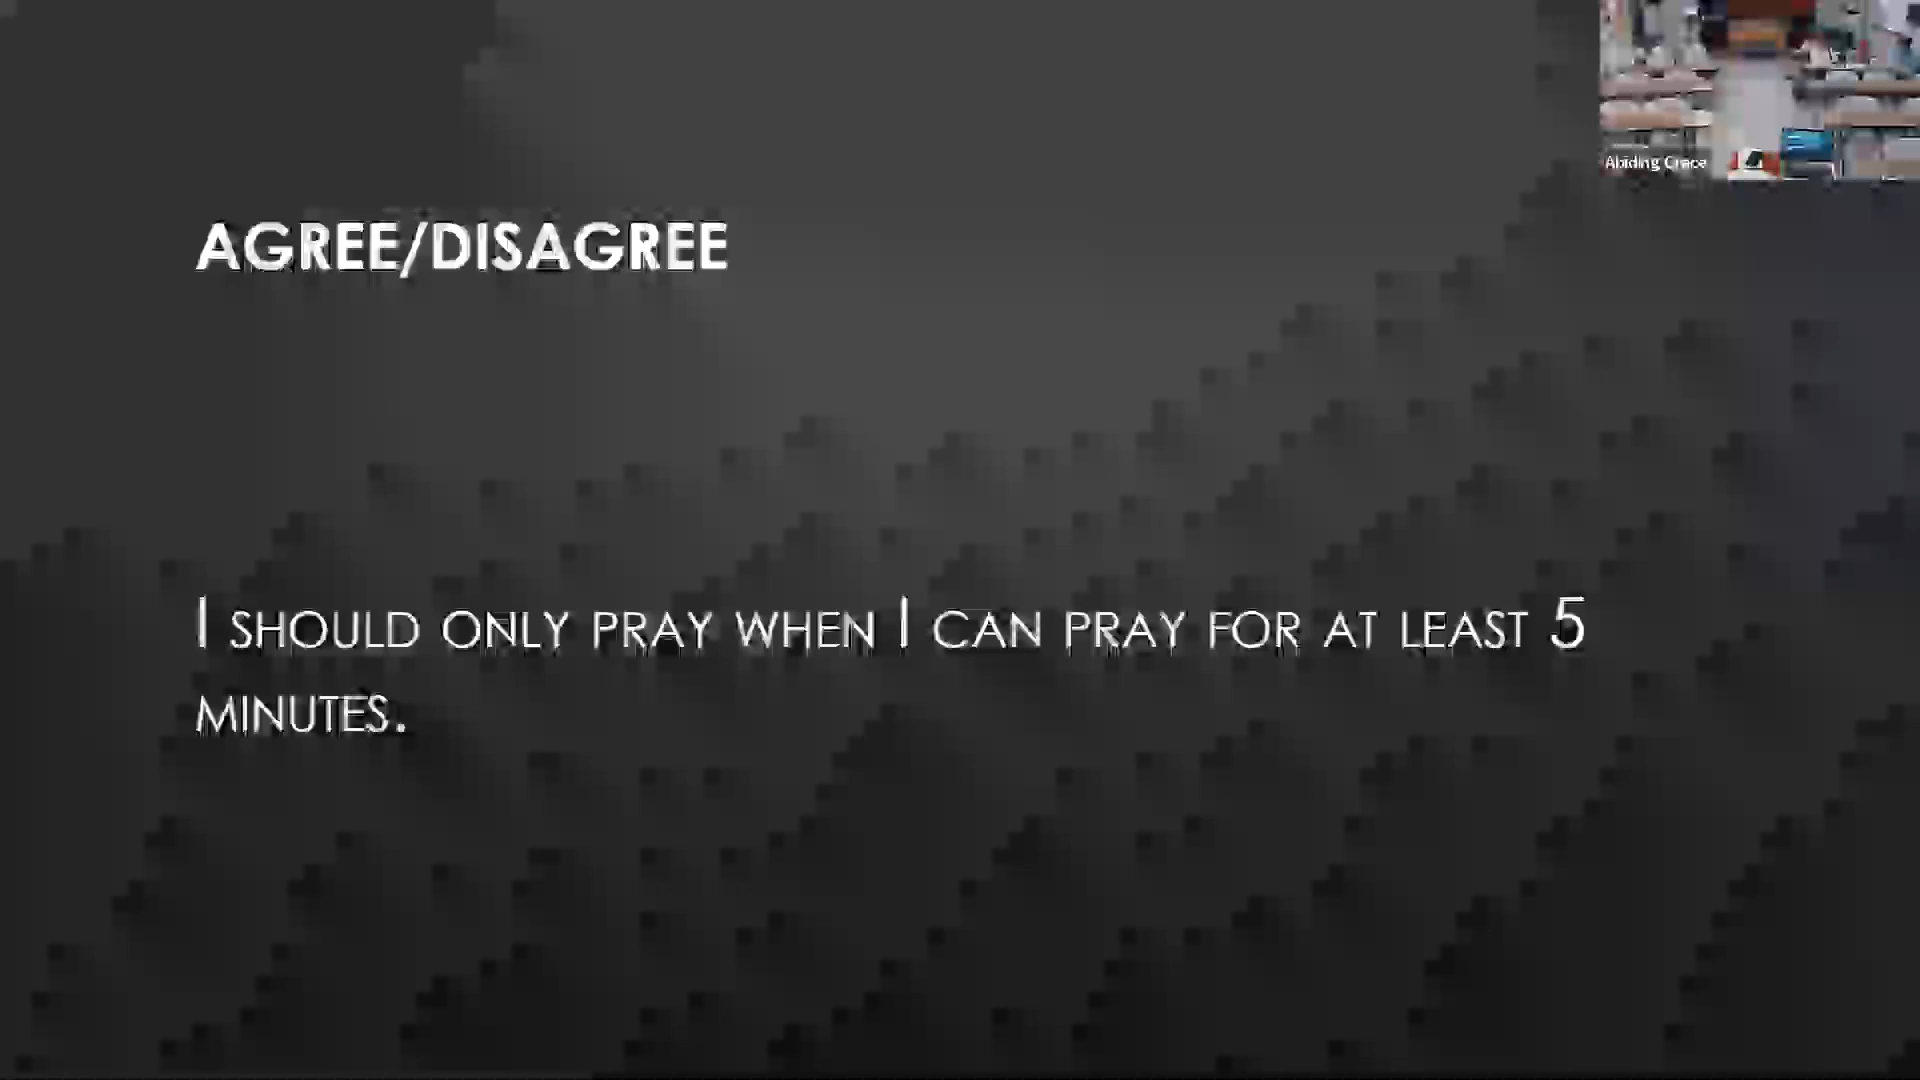 Abiding Grace
AGREE/DISAGREE
I SHOULD ONLY PRAY WHEN I CAN PRAY FOR AT LEAST 5
MINUTES.